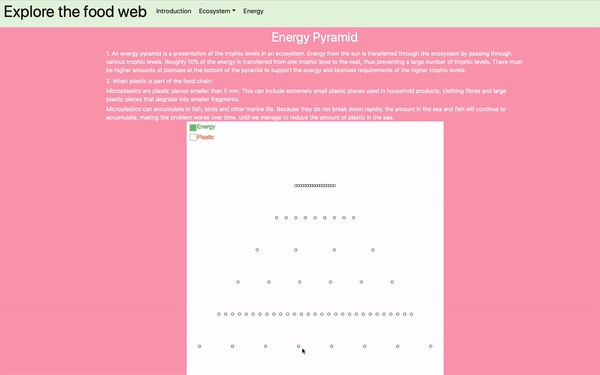 Explore the food web Introduction Ecosystem Energy
Energy Pyramid
1. An energy pyramid is a presentation of the trophic levels in an ecosystem. Energy from the sun is transferred through the ecosystem by passing through
various trophic levels. Roughly 10% of the energy is transferred from one trophic level to the next, thus preventing a large number of trophic levels. There must
be higher amounts of biomass at the bottom of the pyramid to support the energy and biomass requirements of the higher trophic levels.
2. When plastic is part of the food chain:
Microplastics are plastic pieces smaller than 5 mm. This can include extremely small plastic pieces used in household products, clothing fibres and large
plastic pieces that degrade into smaller fragments.
Microplastics can accumulate in fish, birds and other marine life. Because they do not break down rapidly, the amount in the sea and fish will continue to
accumulate, making the problem worse over time, until we manage to reduce the amount of plastic in the sea.
Energy
Plastic